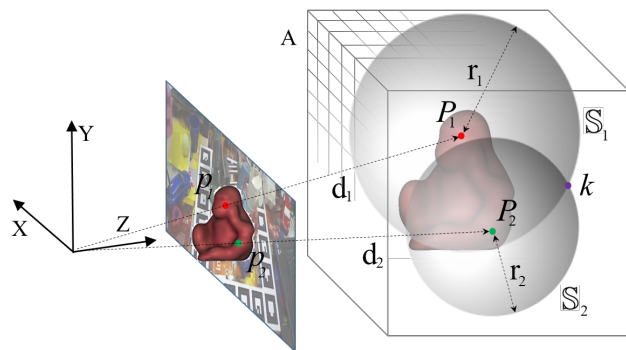 A
r₁
Y
P₁
𝕊₁
p₁
d₁
k
X
Z
P₂
p₂
d₂
r₂
𝕊₂